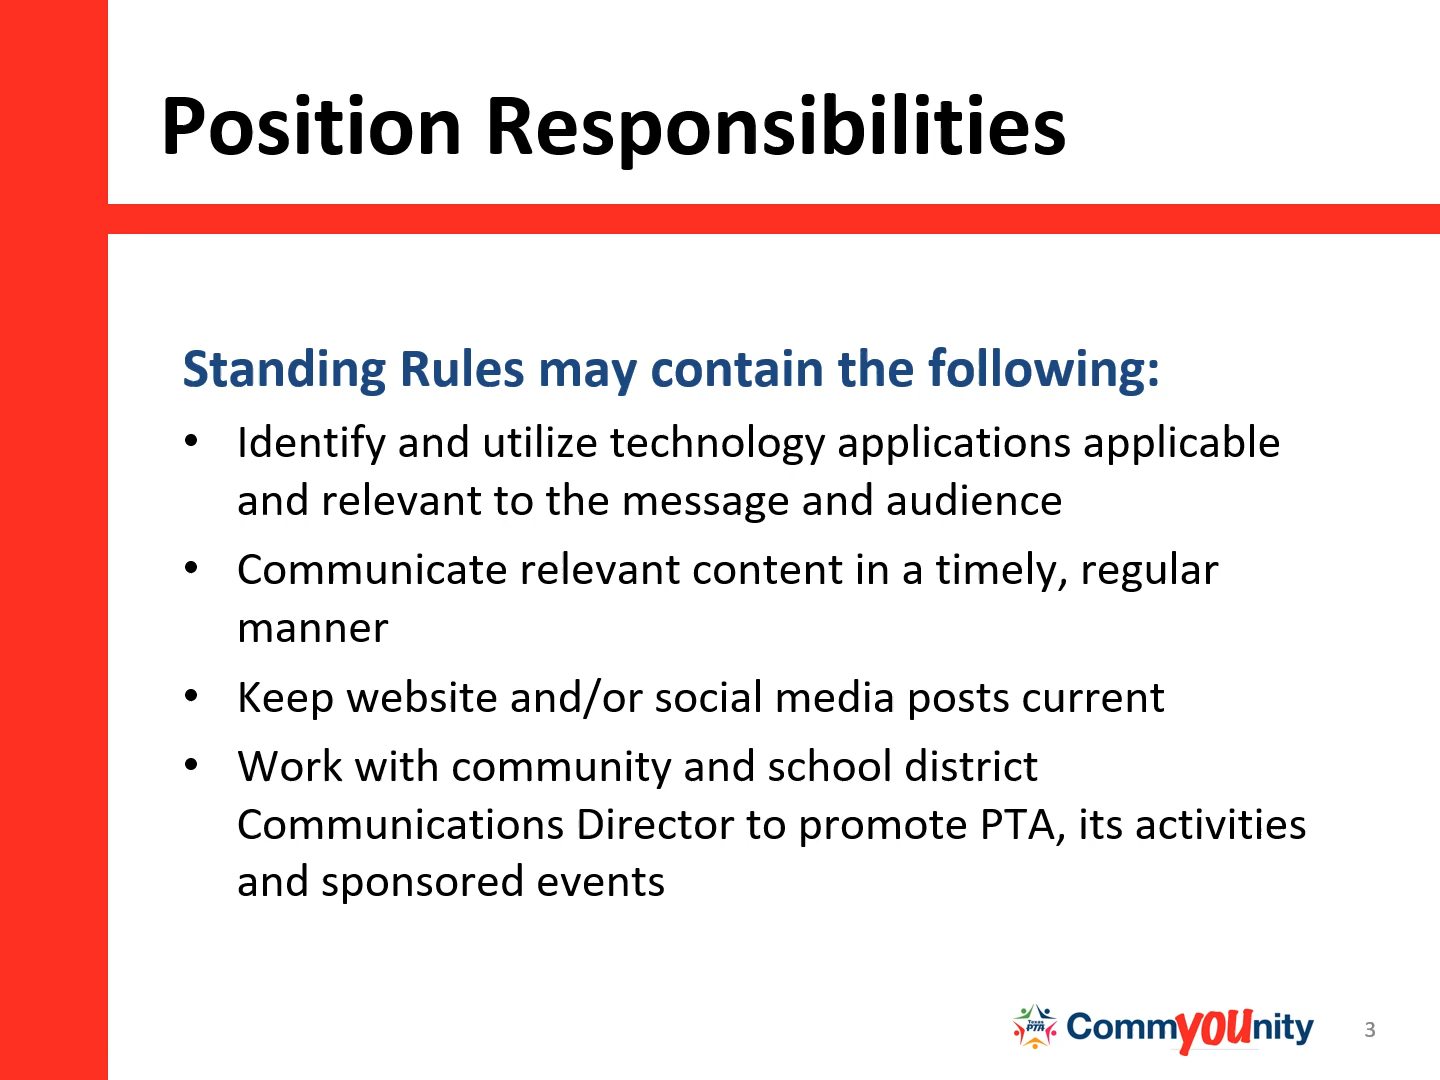 Position Responsibilities
Standing Rules may contain the following:
• Identify and utilize technology applications applicable
and relevant to the message and audience
• Communicate relevant content in a timely, regular
manner
• Keep website and/or social media posts current
• Work with community and school district
Communications Director to promote PTA, its activities
and sponsored events
Texas
PTA
CommYOUnity
3